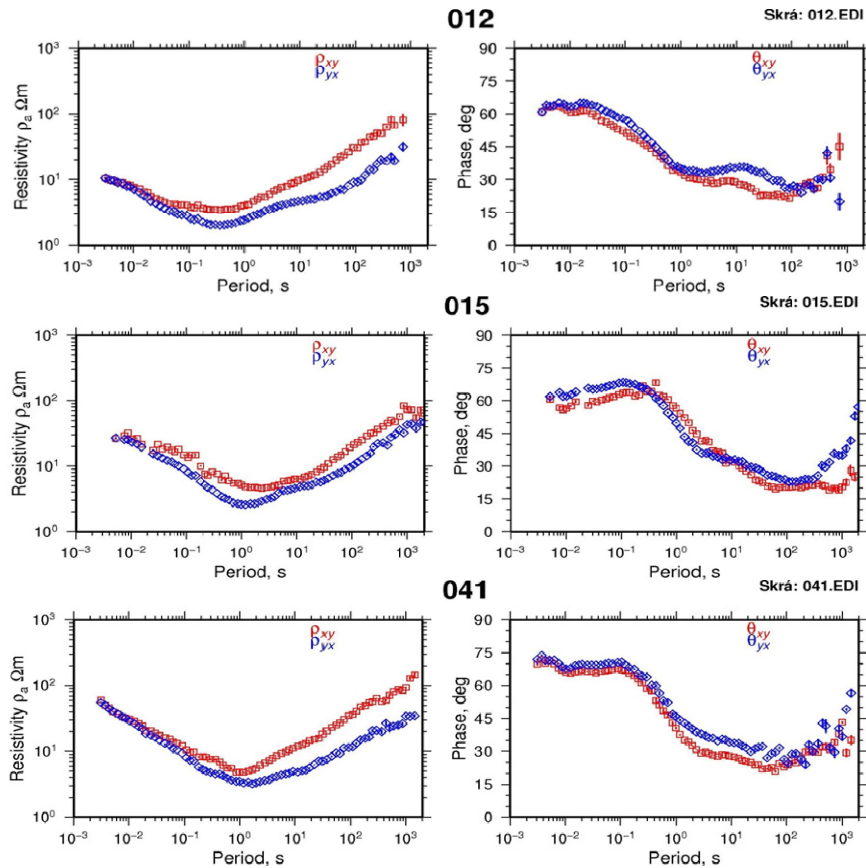 012
Skrá: 012.EDI
Resistivity ρa Ωm
10³
10²
10¹
10⁰
ρxy
ρyx
10⁻³ 10⁻² 10⁻¹ 10⁰ 10¹ 10² 10³
Period, s
Phase, deg
90
75
60
45
30
15
0
θxy
θyx
10⁻³ 10⁻² 10⁻¹ 10⁰ 10¹ 10² 10³
Period, s
015
Skrá: 015.EDI
Resistivity ρa Ωm
10³
10²
10¹
10⁰
ρxy
ρyx
10⁻³ 10⁻² 10⁻¹ 10⁰ 10¹ 10² 10³
Period, s
Phase, deg
90
75
60
45
30
15
0
θxy
θyx
10⁻³ 10⁻² 10⁻¹ 10⁰ 10¹ 10² 10³
Period, s
041
Skrá: 041.EDI
Resistivity ρa Ωm
10³
10²
10¹
10⁰
ρxy
ρyx
10⁻³ 10⁻² 10⁻¹ 10⁰ 10¹ 10² 10³
Period, s
Phase, deg
90
75
60
45
30
15
0
θxy
θyx
10⁻³ 10⁻² 10⁻¹ 10⁰ 10¹ 10² 10³
Period, s